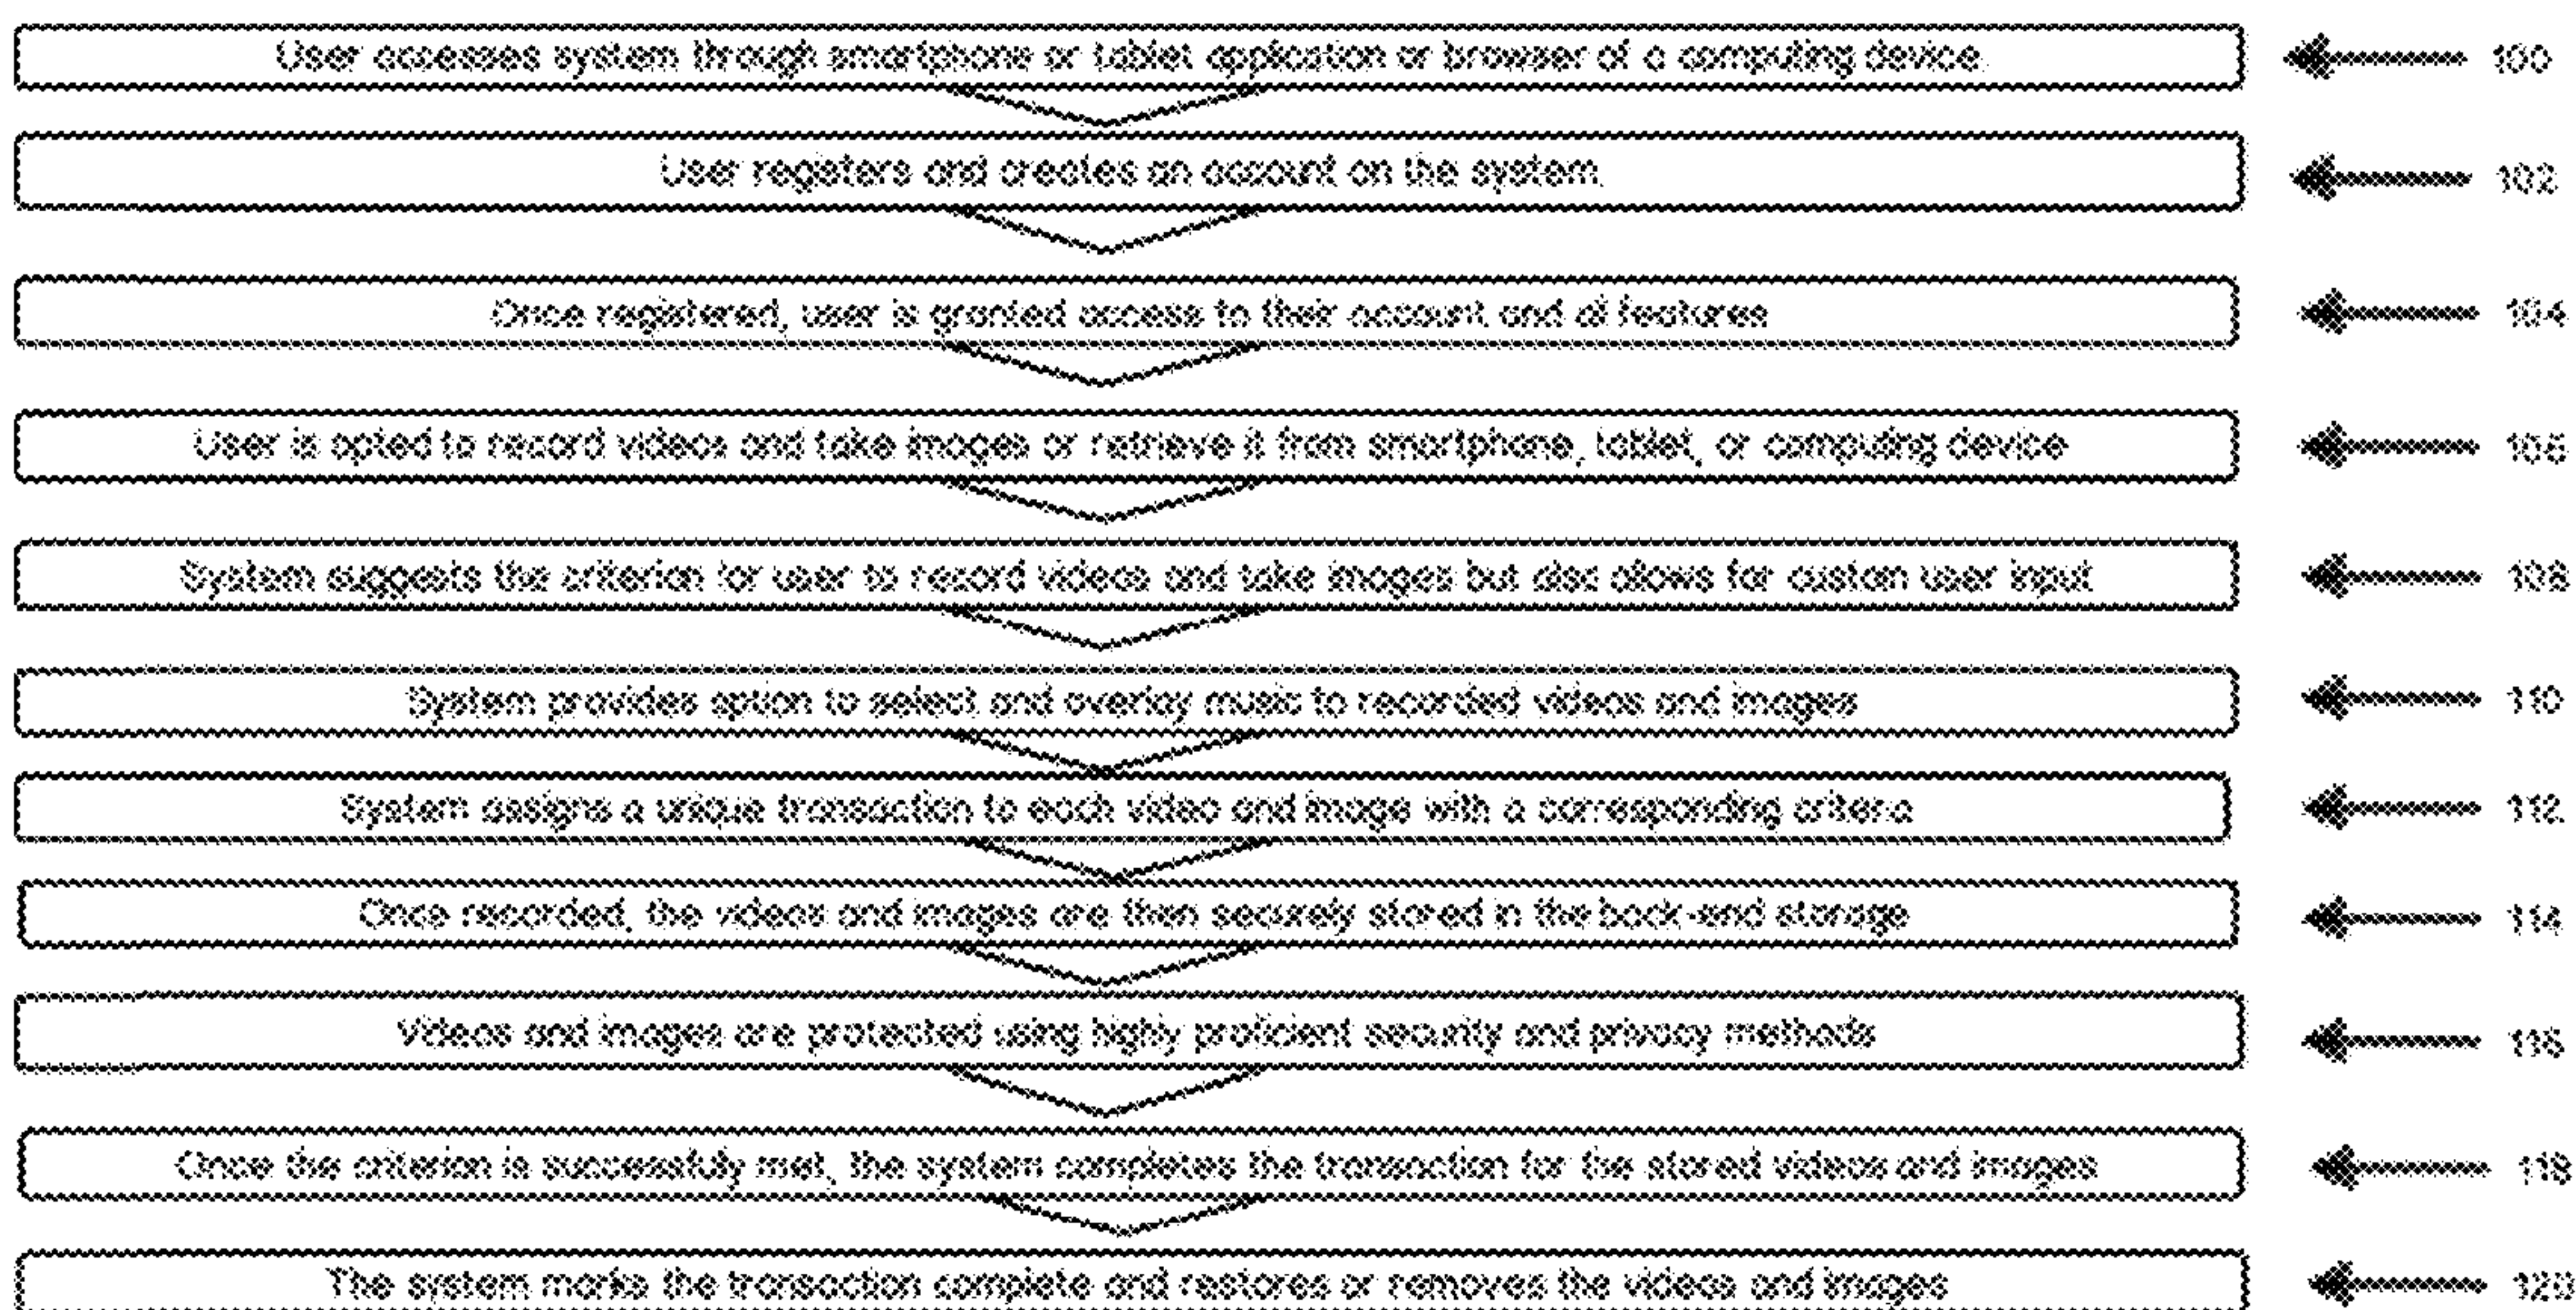 User accesses system through smartphone or tablet application or browser of a computing device. 100
User registers and creates an account on the system. 102
Once registered, user is granted access to their account and all features 104
User is opted to record videos and take images or retrieve it from smartphone, tablet, or computing device 106
System suggests the criterion for user to record videos and take images but also allows for custom user input 108
System provides option to select and overlay music to recorded videos and images 110
System assigns a unique transaction to each video and image with a corresponding criteria 112
Once recorded, the videos and images are then securely stored in the back-end storage 114
Videos and images are protected using highly proficient security and privacy methods 116
Once the criterion is successfully met, the system completes the transaction for the stored videos and images 118
The system marks the transaction complete and restores or removes the videos and images 120